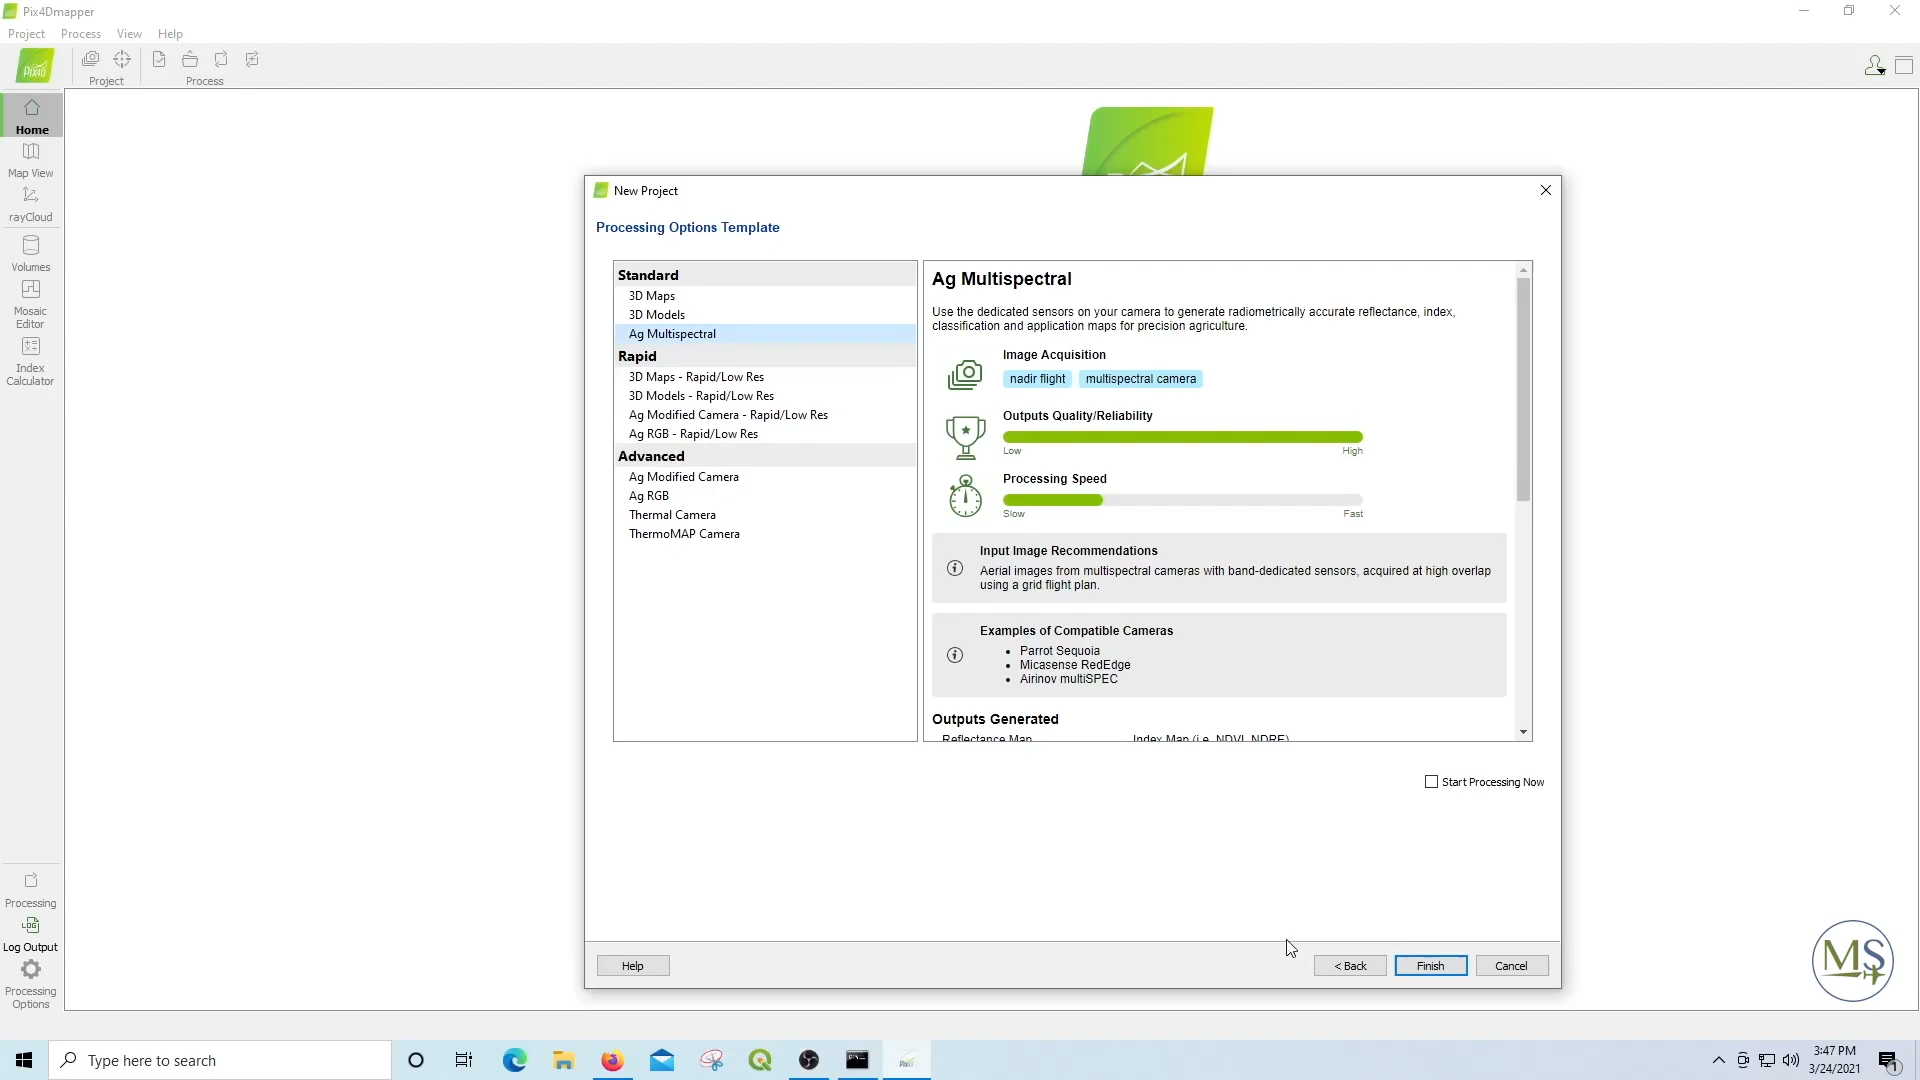 Pix4Dmapper
Project Process View Help
Project
Process
Home
Map View
rayCloud
Volumes
Mosaic
Editor
Index
Calculator
New Project
Processing Options Template
Standard
3D Maps
3D Models
Ag Multispectral
Rapid
3D Maps - Rapid/Low Res
3D Models - Rapid/Low Res
Ag Modified Camera - Rapid/Low Res
Ag RGB - Rapid/Low Res
Advanced
Ag Modified Camera
Ag RGB
Thermal Camera
ThermoMAP Camera
Ag Multispectral
Use the dedicated sensors on your camera to generate radiometrically accurate reflectance, index,
classification and application maps for precision agriculture.
Image Acquisition
nadir flight multispectral camera
Outputs Quality/Reliability
Low High
Processing Speed
Slow Fast
Input Image Recommendations
Aerial images from multispectral cameras with band-dedicated sensors, acquired at high overlap
using a grid flight plan.
Examples of Compatible Cameras
• Parrot Sequoia
• Micasense RedEdge
• Airinov multiSPEC
Outputs Generated
Reflectance Map Index Map (i.e. NDVI, NDRE)
Start Processing Now
Help < Back Finish Cancel
Processing
LOG
Log Output
Processing
Options
MS
Type here to search
3:47 PM
3/24/2021
1